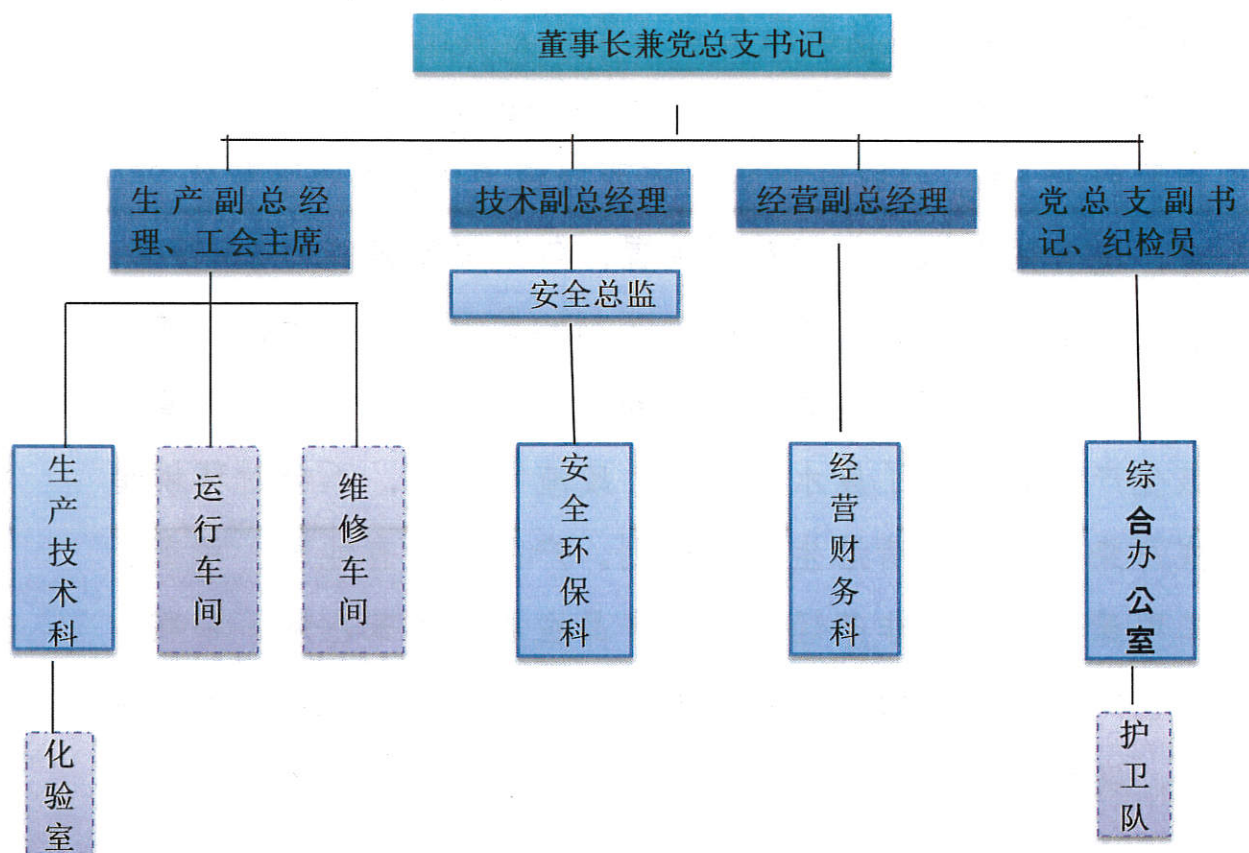 董事长兼党总支书记
生产副总经
理、工会主席
技术副总经理
经营副总经理
党总支副书
记、纪检员
安全总监
生产技术科
运行车间
维修车间
安全环保科
经营财务科
综合办公室
化验室
护卫队